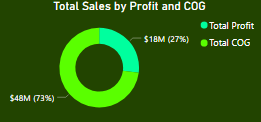 Total Sales by Profit and COG
Total Profit
$18M (27%)
Total COG
$48M (73%)